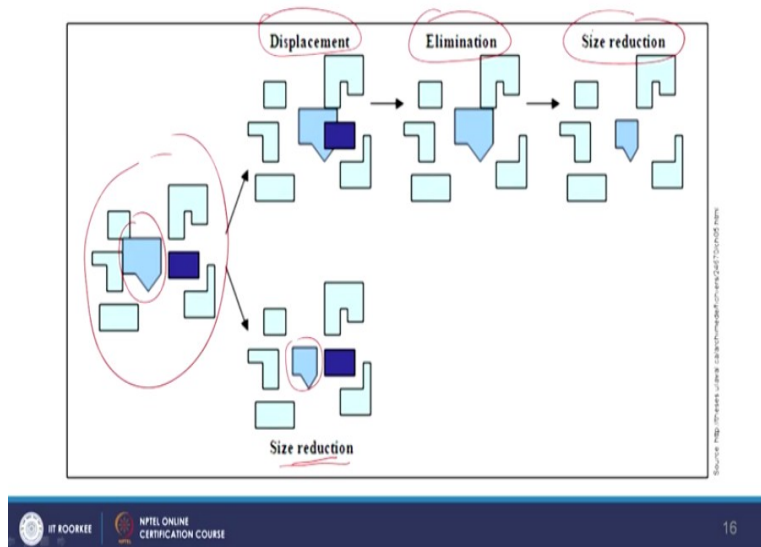 Displacement
Elimination
Size reduction
Size reduction
IIT ROORKEE
NPTEL ONLINE
CERTIFICATION COURSE
16